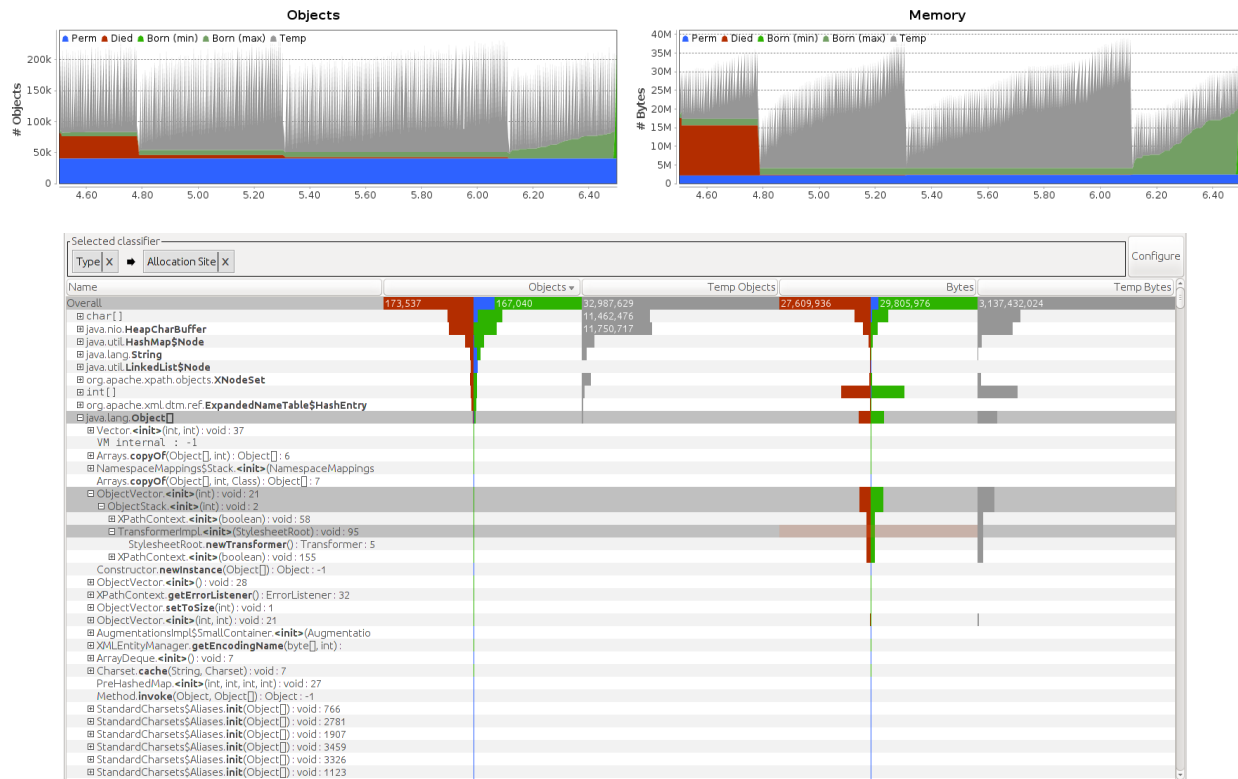 Objects
Memory
Perm Died Born (min) Born (max) Temp
# Objects
200k
150k
100k
50k
0
4.60 4.80 5.00 5.20 5.40 5.60 5.80 6.00 6.20 6.40
Perm Died Born (min) Born (max) Temp
# Bytes
40M
35M
30M
25M
20M
15M
10M
5M
0
4.60 4.80 5.00 5.20 5.40 5.60 5.80 6.00 6.20 6.40
Selected classifier
Type X Allocation Site X
Configure
Name Objects Temp Objects Bytes Temp Bytes
Overall 173,537 167,040 32,987,629 27,609,936 29,805,976 3,137,432,024
char[] 11,462,476
java.nio.HeapCharBuffer 11,750,717
java.util.HashMap$Node
java.lang.String
java.util.LinkedList$Node
org.apache.xpath.objects.XNodeSet
int[]
org.apache.xml.dtm.ref.ExpandedNameTable$HashEntry
java.lang.Object[]
Vector.<init>(int, int) : void : 37
VM internal : -1
Arrays.copyOf(Object[], int) : Object[] : 6
NamespaceMappings$Stack.<init>(NamespaceMappings
Arrays.copyOf(Object[], int, Class) : Object[] : 7
ObjectVector.<init>(int) : void : 21
ObjectStack.<init>(int) : void : 2
XPathContext.<init>(boolean) : void : 58
TransformerImpl.<init>(StylesheetRoot) : void : 95
StylesheetRoot.newTransformer() : Transformer : 5
XPathContext.<init>(boolean) : void : 155
Constructor.newInstance(Object[]) : Object : -1
ObjectVector.<init>() : void : 28
XPathContext.getErrorListener() : ErrorListener : 32
ObjectVector.setToSize(int) : void : 1
ObjectVector.<init>(int, int) : void : 21
AugmentationsImpl$SmallContainer.<init>(Augmentatio
XMLEntityManager.getEncodingName(byte[], int) :
ArrayDeque.<init>() : void : 7
Charset.cache(String, Charset) : void : 7
PreHashedMap.<init>(int, int, int, int) : void : 27
Method.invoke(Object, Object[]) : Object : -1
StandardCharsets$Aliases.init(Object[]) : void : 766
StandardCharsets$Aliases.init(Object[]) : void : 2781
StandardCharsets$Aliases.init(Object[]) : void : 1907
StandardCharsets$Aliases.init(Object[]) : void : 3459
StandardCharsets$Aliases.init(Object[]) : void : 3326
StandardCharsets$Aliases.init(Object[]) : void : 1123